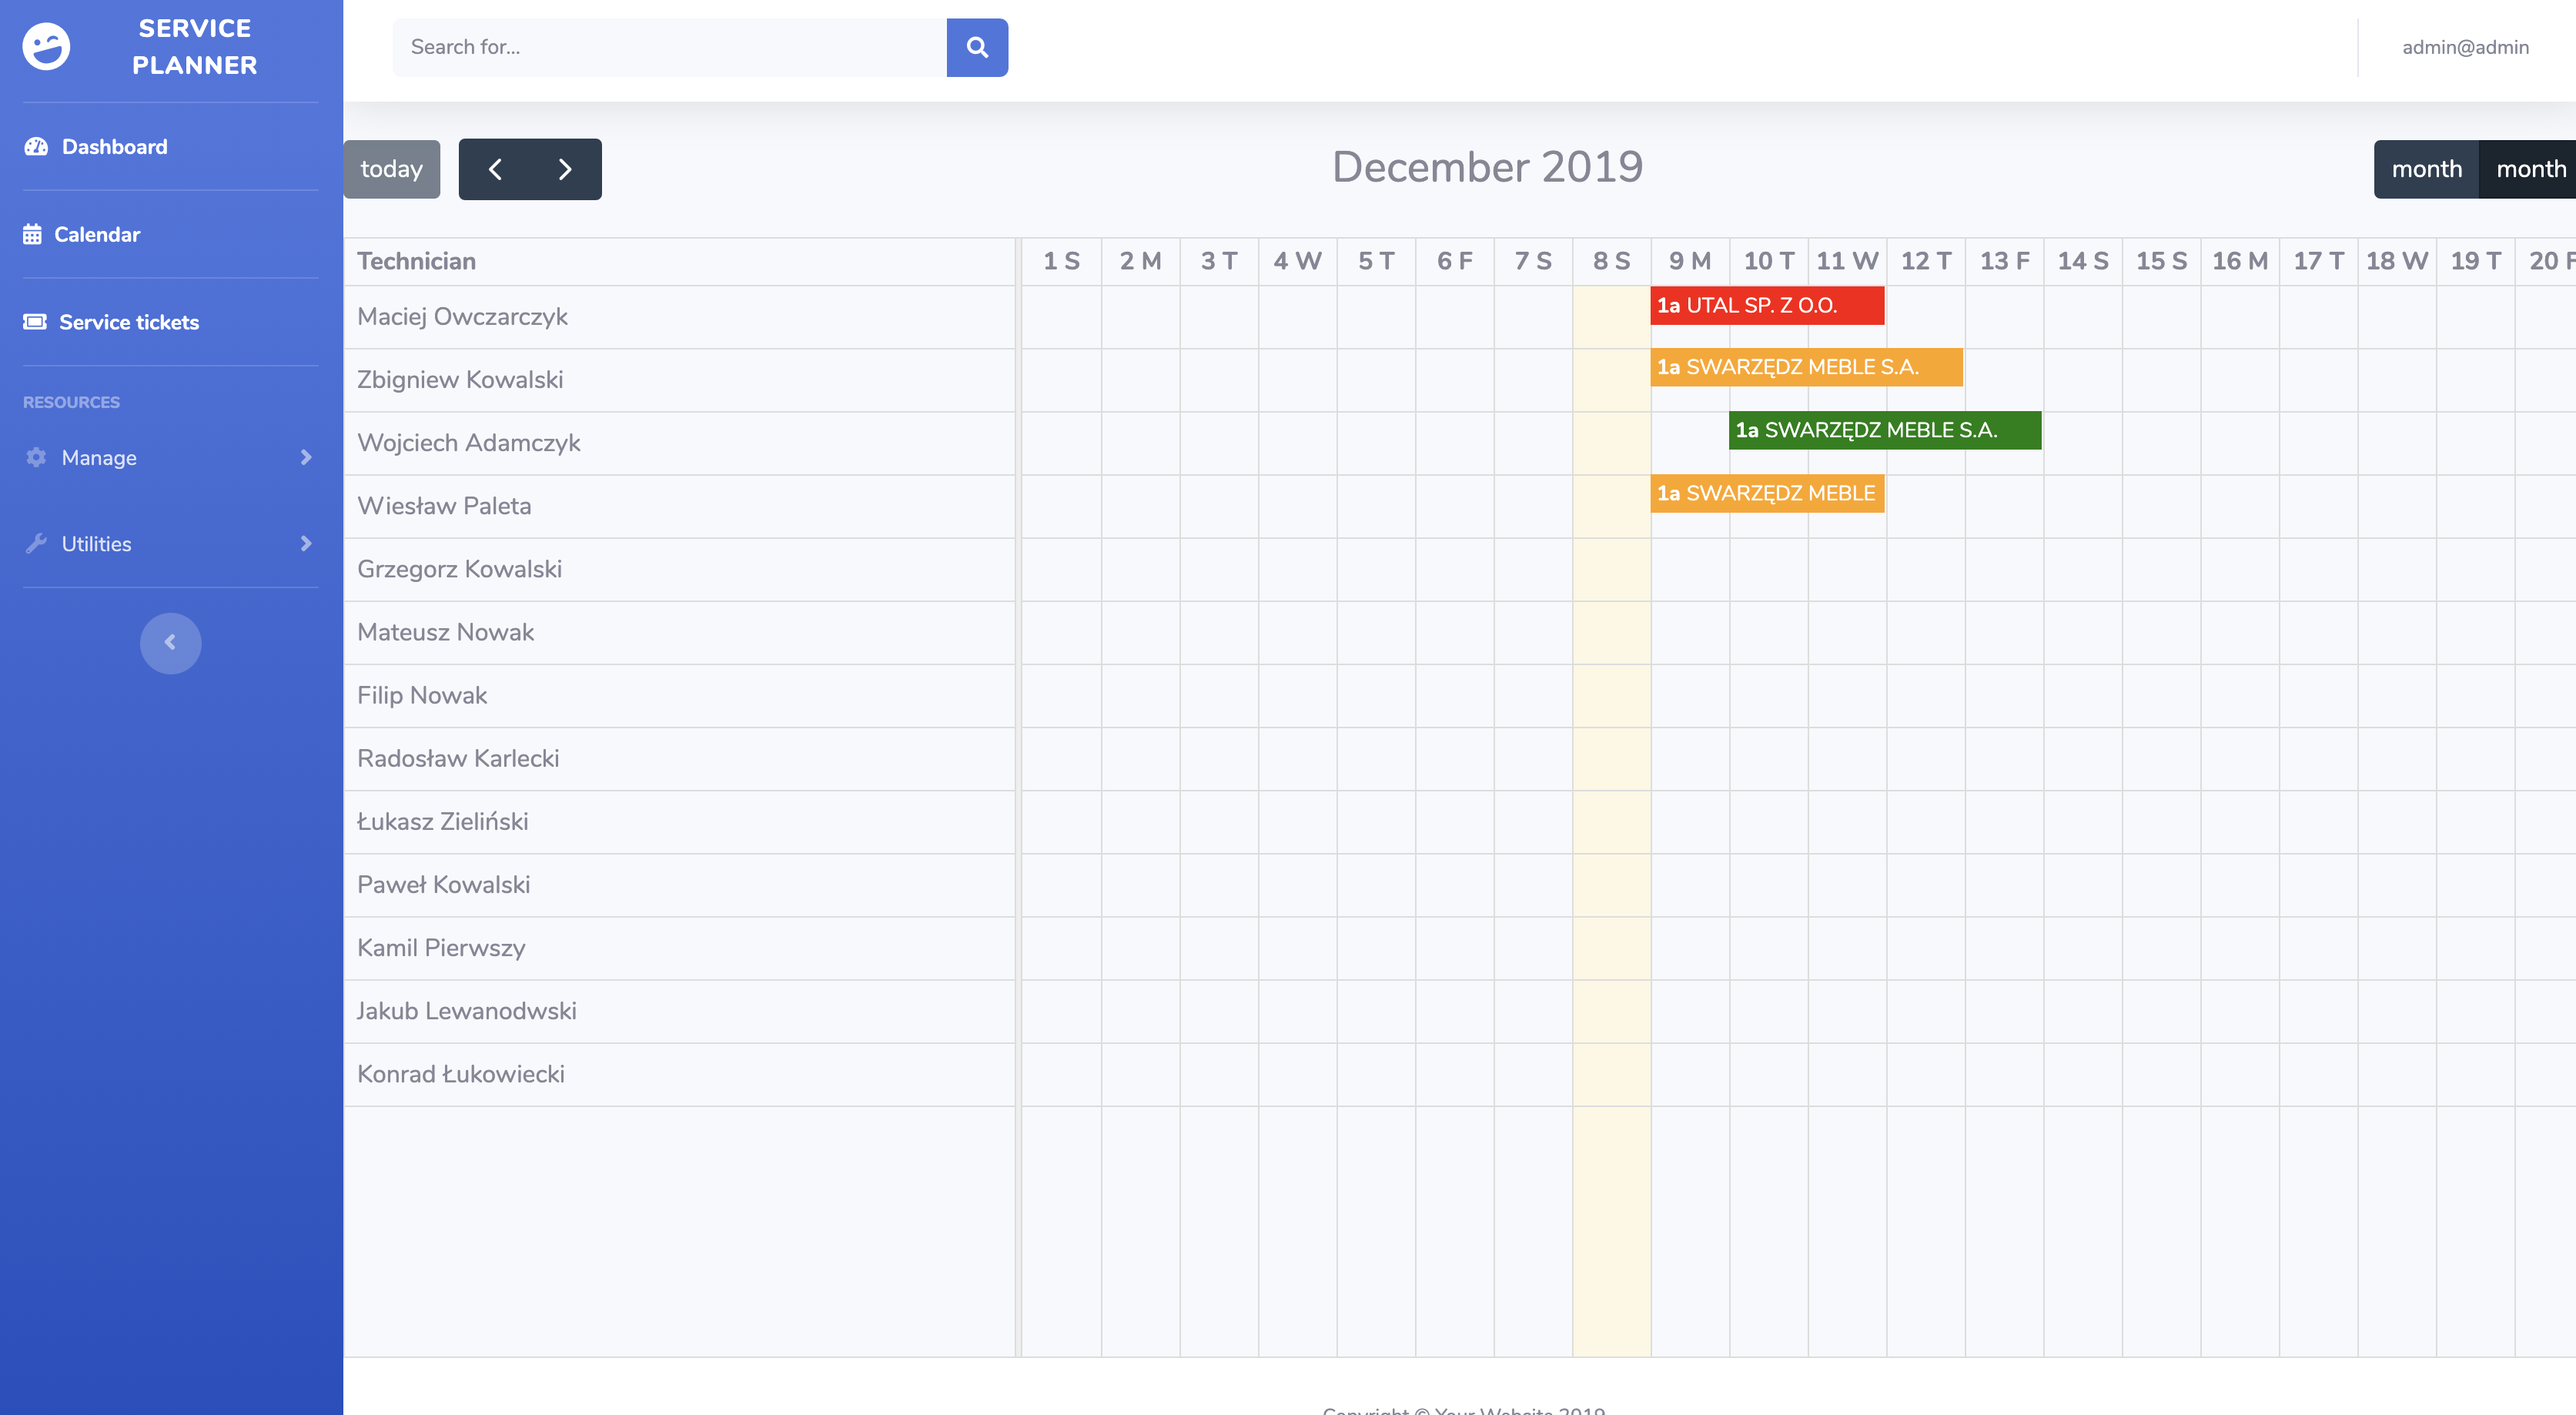 SERVICE
PLANNER
Search for...
admin@admin
Dashboard
Calendar
Service tickets
RESOURCES
Manage
Utilities
today
December 2019
month month
Technician 1 S 2 M 3 T 4 W 5 T 6 F 7 S 8 S 9 M 10 T 11 W 12 T 13 F 14 S 15 S 16 M 17 T 18 W 19 T 20 F
Maciej Owczarczyk 1a UTAL SP. Z O.O.
Zbigniew Kowalski 1a SWARZĘDZ MEBLE S.A.
Wojciech Adamczyk 1a SWARZĘDZ MEBLE S.A.
Wiesław Paleta 1a SWARZĘDZ MEBLE
Grzegorz Kowalski
Mateusz Nowak
Filip Nowak
Radosław Karlecki
Łukasz Zieliński
Paweł Kowalski
Kamil Pierwszy
Jakub Lewanodwski
Konrad Łukowiecki
Copyright © Your Website 2019